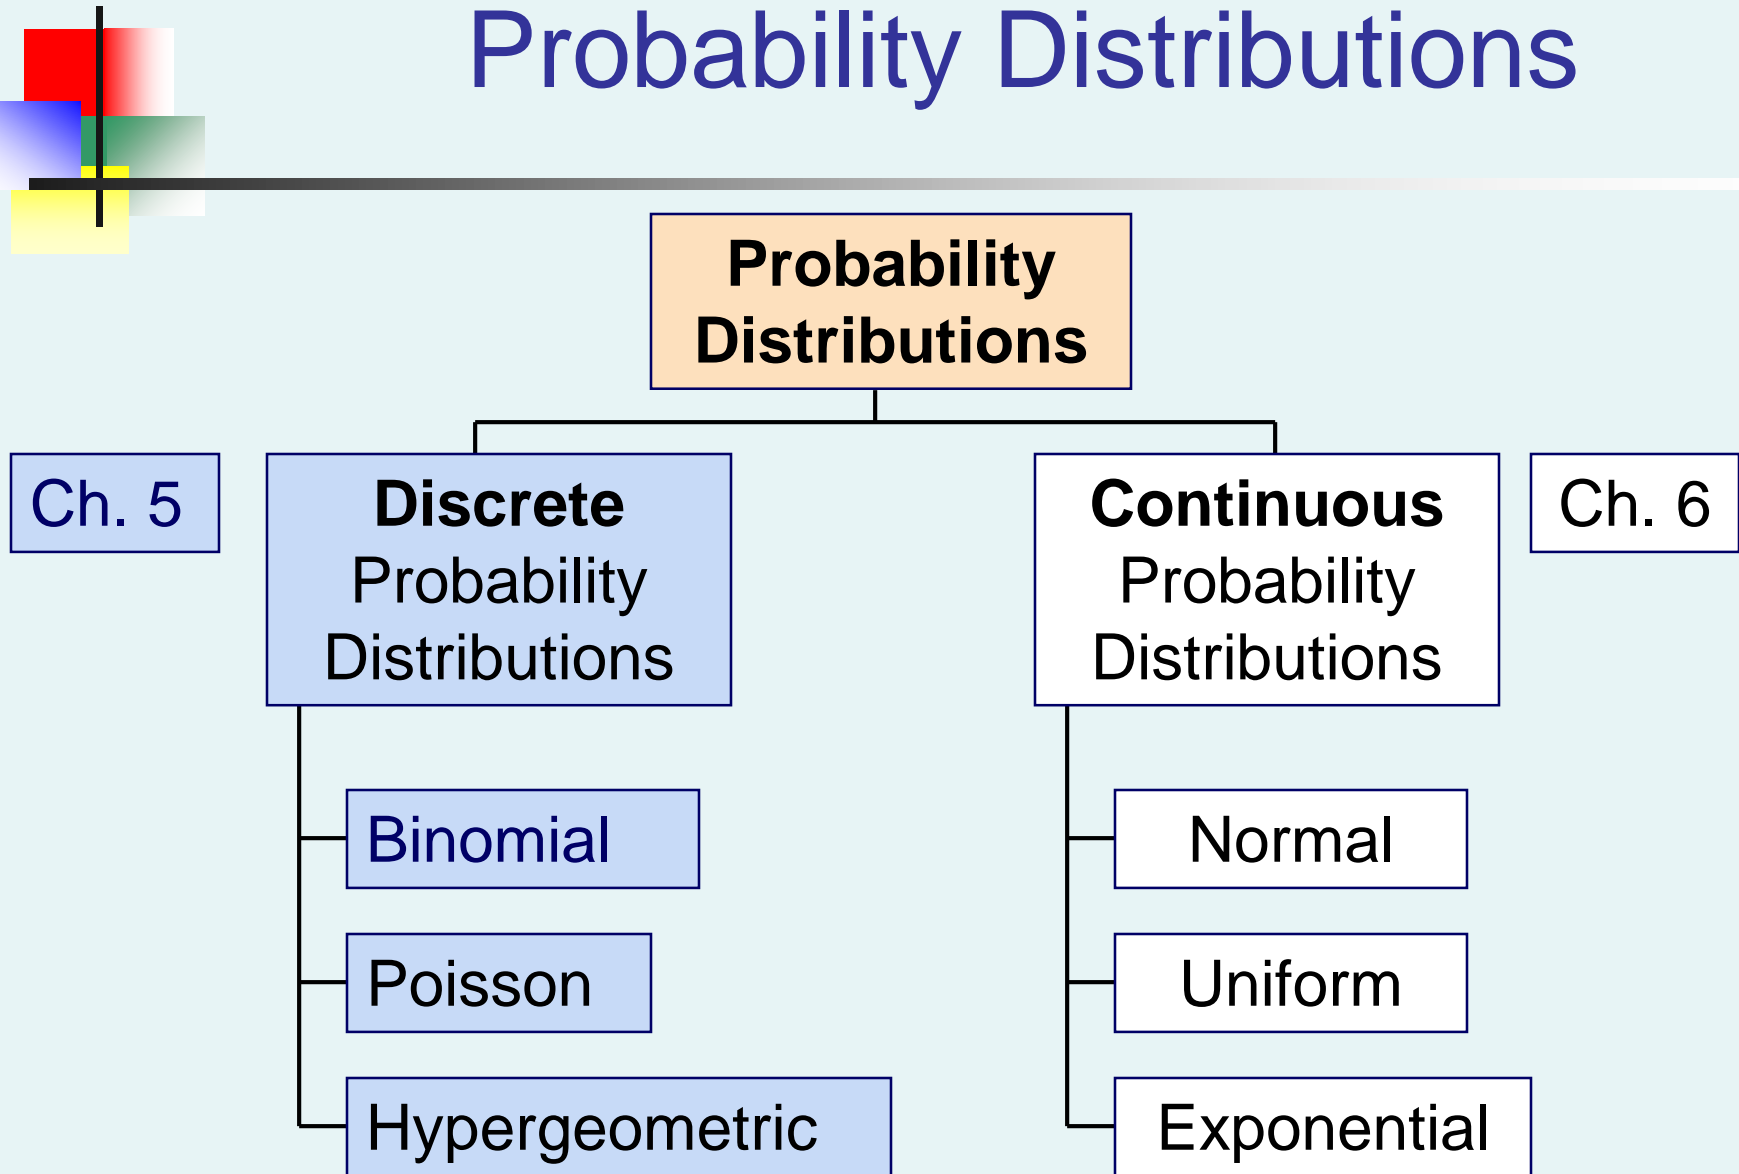 Probability Distributions
Probability
Distributions
Ch. 5
Discrete
Probability
Distributions
Continuous
Probability
Distributions
Ch. 6
Binomial
Poisson
Hypergeometric
Normal
Uniform
Exponential